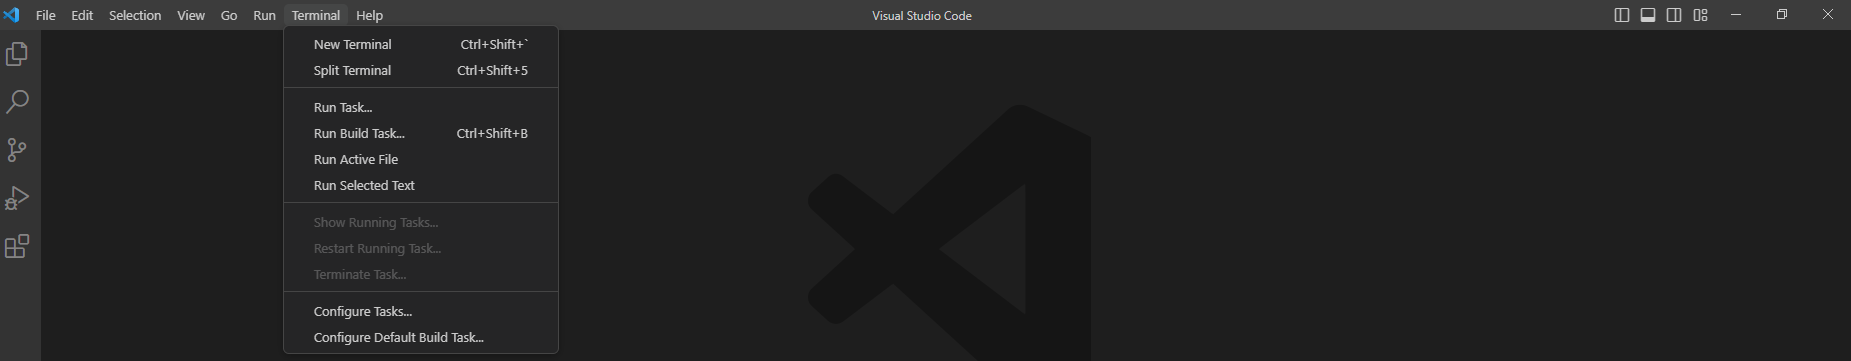 File Edit Selection View Go Run Terminal Help Visual Studio Code
New Terminal Ctrl+Shift+`
Split Terminal Ctrl+Shift+5
Run Task...
Run Build Task... Ctrl+Shift+B
Run Active File
Run Selected Text
Show Running Tasks...
Restart Running Task...
Terminate Task...
Configure Tasks...
Configure Default Build Task...